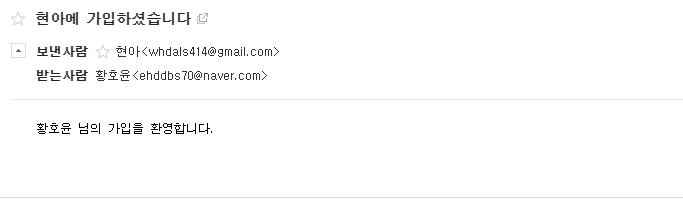 현아에 가입하셨습니다
보낸사람 현아<whdals414@gmail.com>
받는사람 황호윤<ehddbs70@naver.com>
황호윤 님의 가입을 환영합니다.